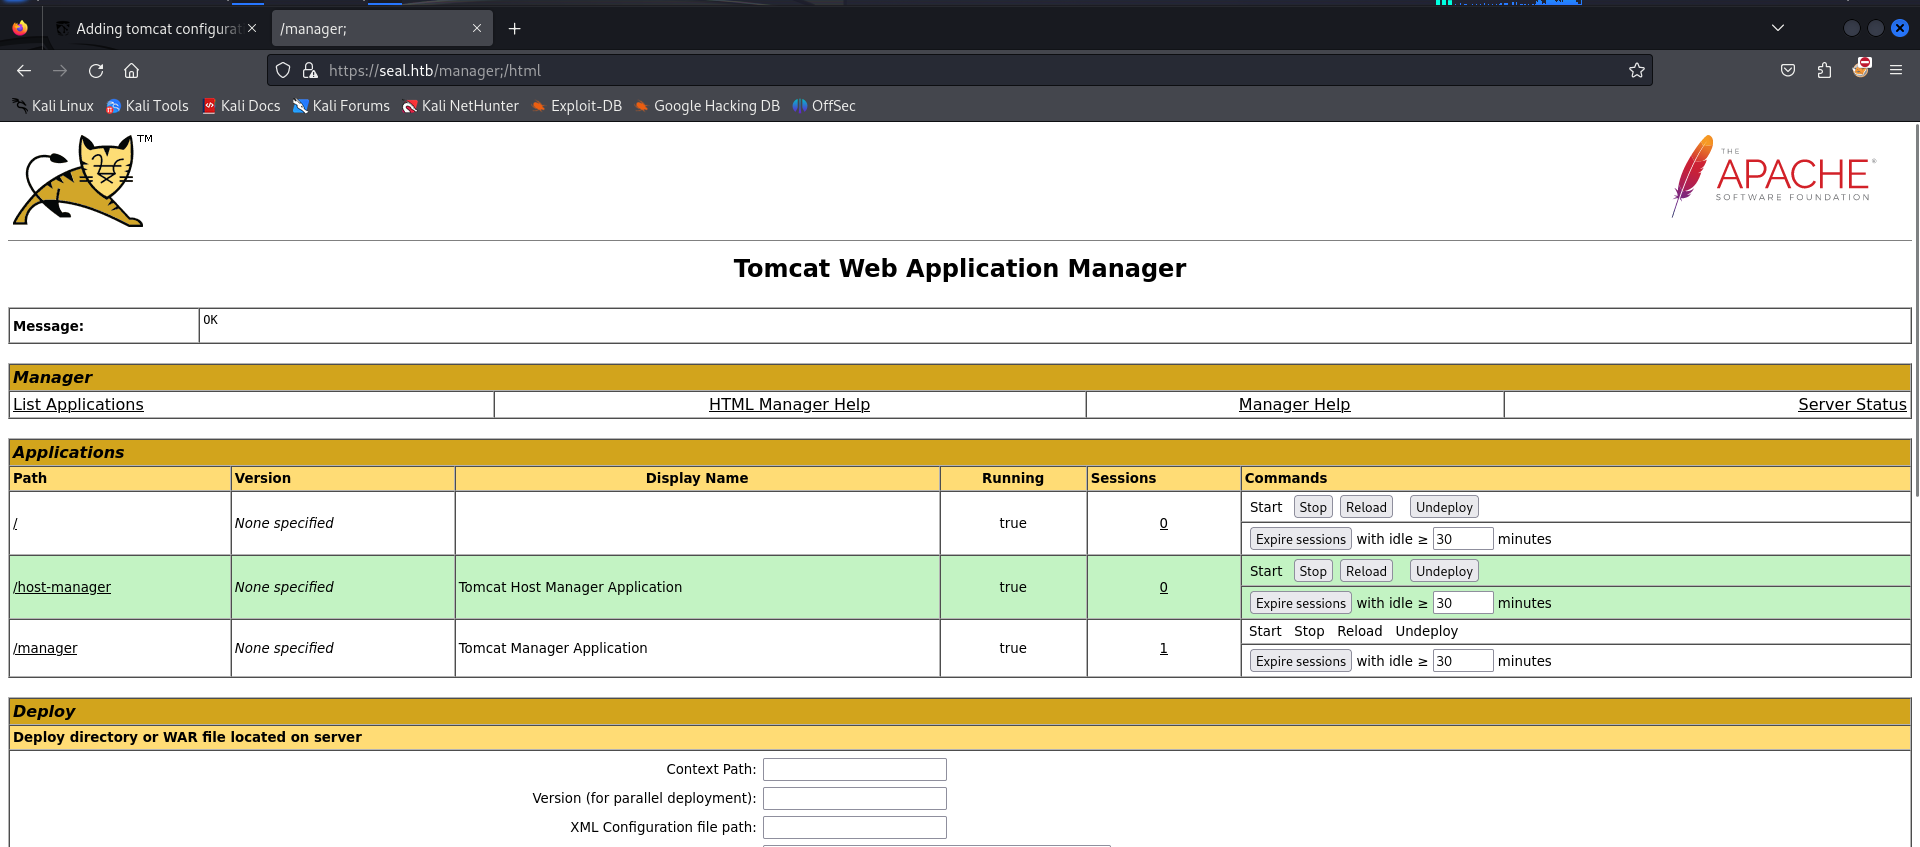 Adding tomcat configurat
/manager;
https://seal.htb/manager;/html
Kali Linux Kali Tools Kali Docs Kali Forums Kali NetHunter Exploit-DB Google Hacking DB OffSec
TM
THE
APACHE®
SOFTWARE FOUNDATION
Tomcat Web Application Manager
Message: OK
Manager
List Applications HTML Manager Help Manager Help Server Status
Applications
Path Version Display Name Running Sessions Commands
/ None specified true 0 Start Stop Reload Undeploy
Expire sessions with idle ≥ 30 minutes
/host-manager None specified Tomcat Host Manager Application true 0 Start Stop Reload Undeploy
Expire sessions with idle ≥ 30 minutes
/manager None specified Tomcat Manager Application true 1 Start Stop Reload Undeploy
Expire sessions with idle ≥ 30 minutes
Deploy
Deploy directory or WAR file located on server
Context Path:
Version (for parallel deployment):
XML Configuration file path: